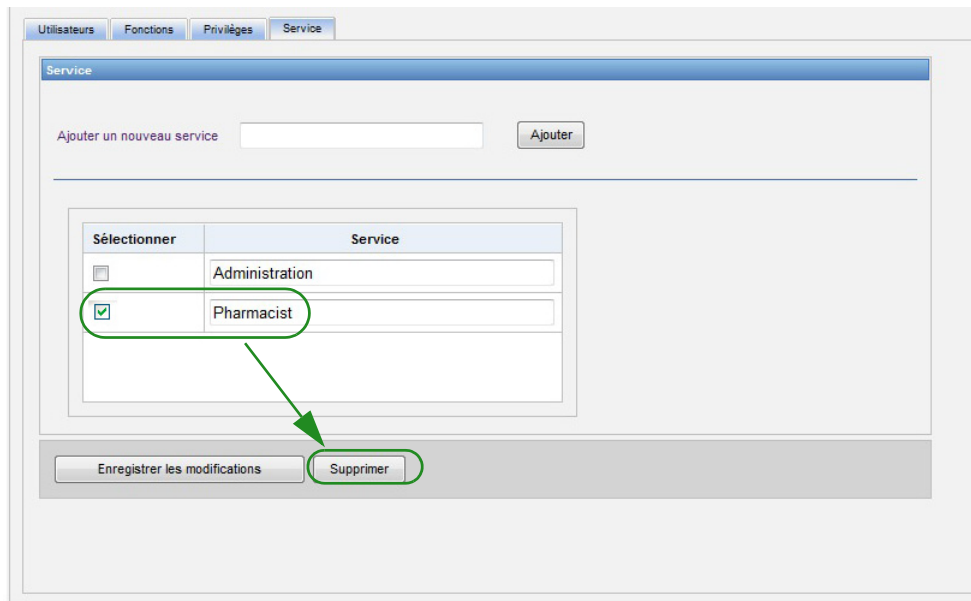 Utilisateurs Fonctions Privilèges Service
Service
Ajouter un nouveau service Ajouter
Sélectionner Service
Administration
Pharmacist
Enregistrer les modifications Supprimer